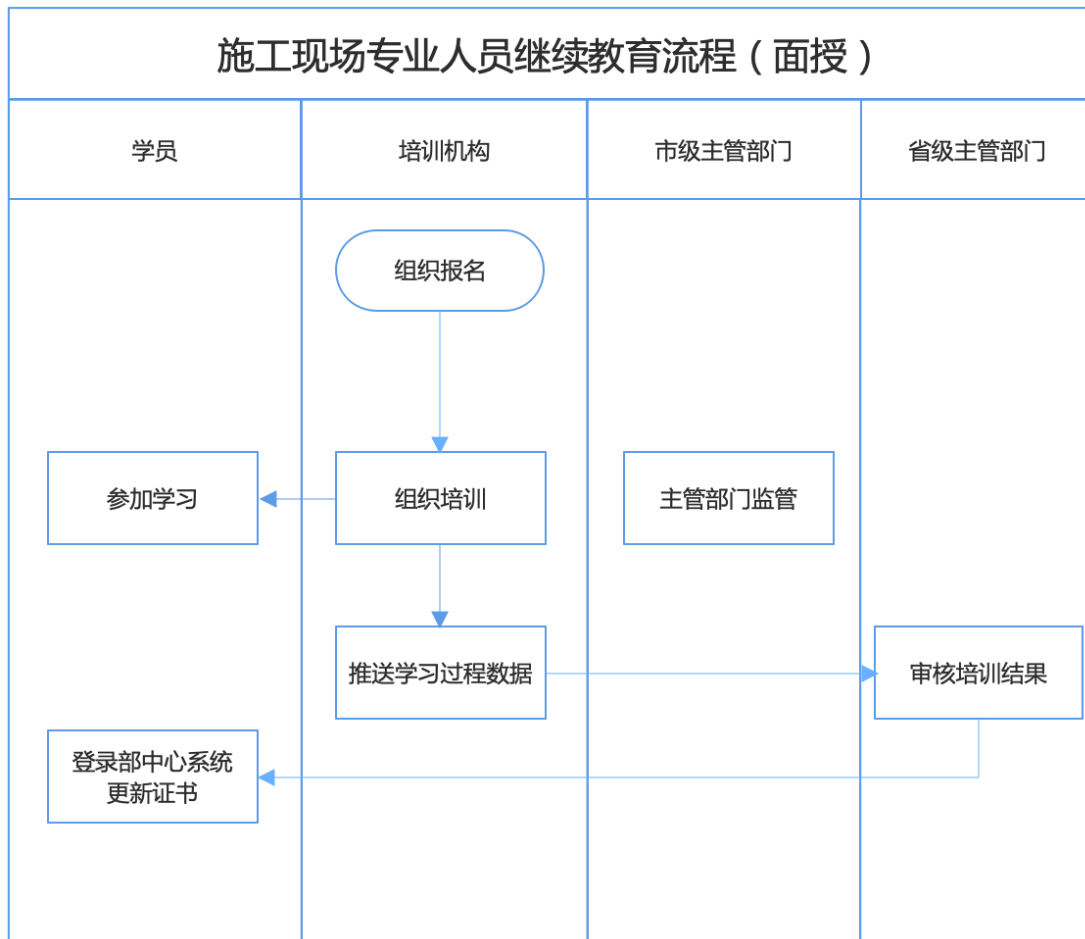 施工现场专业人员继续教育流程（面授）
学员
培训机构
市级主管部门
省级主管部门
组织报名
参加学习
组织培训
主管部门监管
推送学习过程数据
审核培训结果
登录部中心系统
更新证书